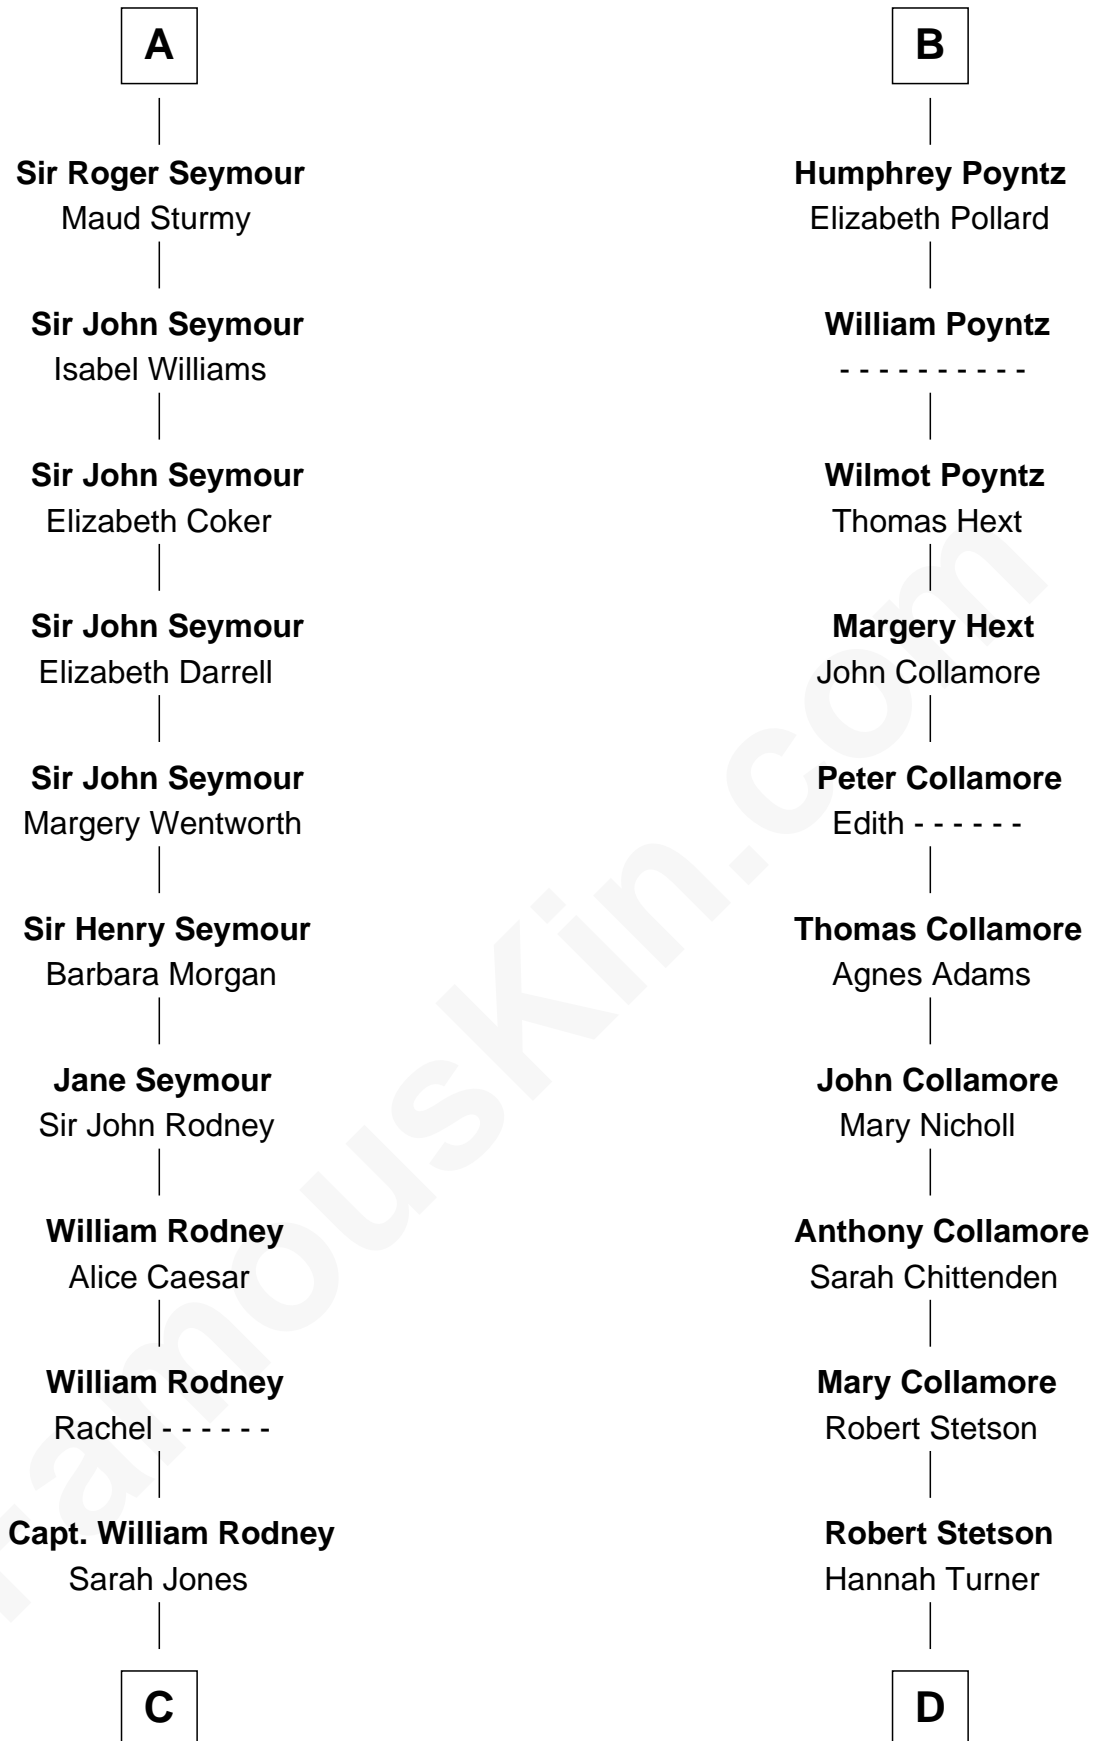 A
Sir Roger Seymour
Maud Sturmy
Sir John Seymour
Isabel Williams
Sir John Seymour
Elizabeth Coker
Sir John Seymour
Elizabeth Darrell
Sir John Seymour
Margery Wentworth
Sir Henry Seymour
Barbara Morgan
Jane Seymour
Sir John Rodney
William Rodney
Alice Caesar
William Rodney
Rachel - - - - - -
Capt. William Rodney
Sarah Jones
C
B
Humphrey Poyntz
Elizabeth Pollard
William Poyntz
- - - - - - - - - -
Wilmot Poyntz
Thomas Hext
Margery Hext
John Collamore
Peter Collamore
Edith - - - - - -
Thomas Collamore
Agnes Adams
John Collamore
Mary Nicholl
Anthony Collamore
Sarah Chittenden
Mary Collamore
Robert Stetson
Robert Stetson
Hannah Turner
D
famouskin.com